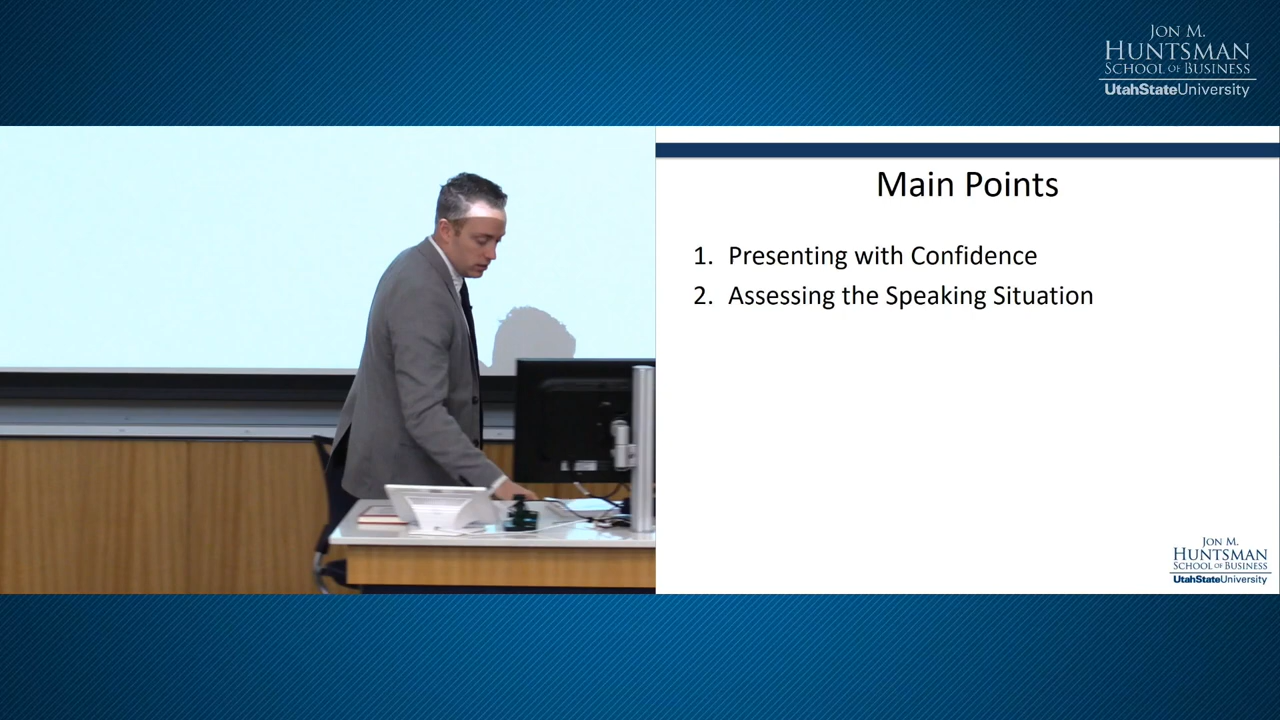 JON M.
HUNTSMAN
SCHOOL OF BUSINESS
UtahStateUniversity
Main Points
1. Presenting with Confidence
2. Assessing the Speaking Situation
JON M.
HUNTSMAN
SCHOOL OF BUSINESS
UtahStateUniversity